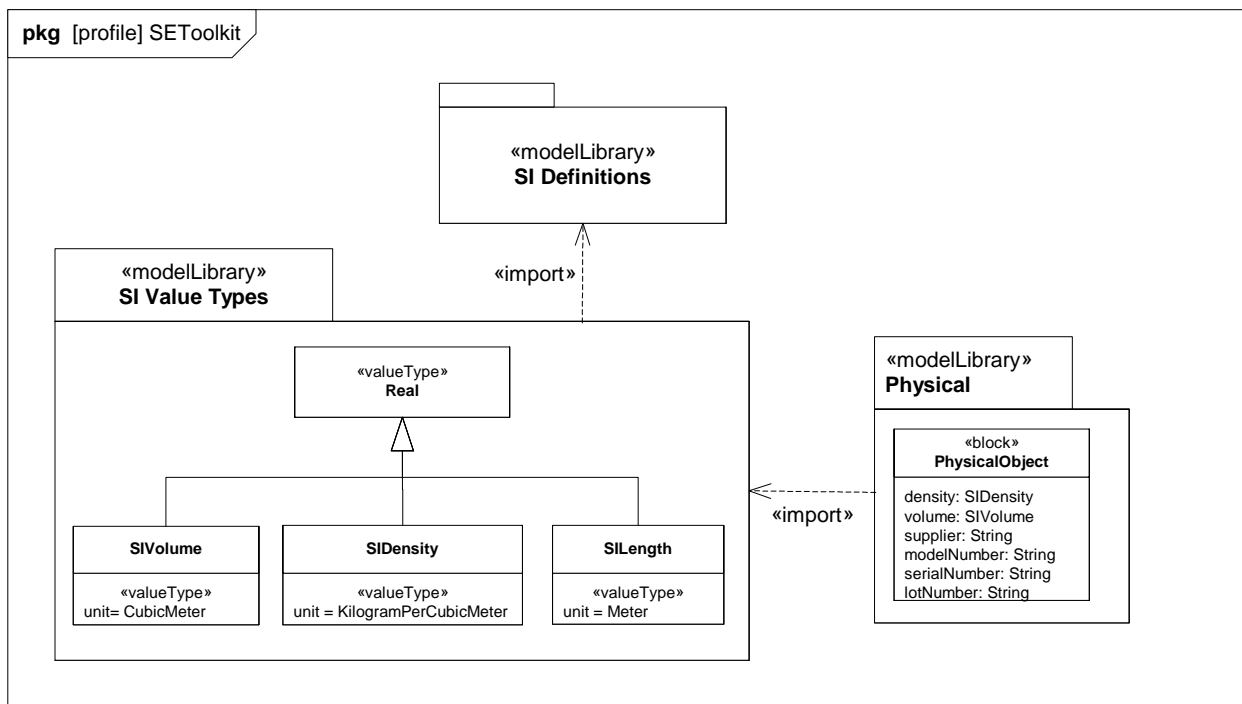 pkg [profile] SEToolkit
«modelLibrary»
SI Definitions
«import»
«modelLibrary»
SI Value Types
«valueType»
Real
SIVolume
«valueType»
unit= CubicMeter
SIDensity
«valueType»
unit = KilogramPerCubicMeter
SILength
«valueType»
unit = Meter
«import»
«modelLibrary»
Physical
«block»
PhysicalObject
density: SIDensity
volume: SIVolume
supplier: String
modelNumber: String
serialNumber: String
lotNumber: String